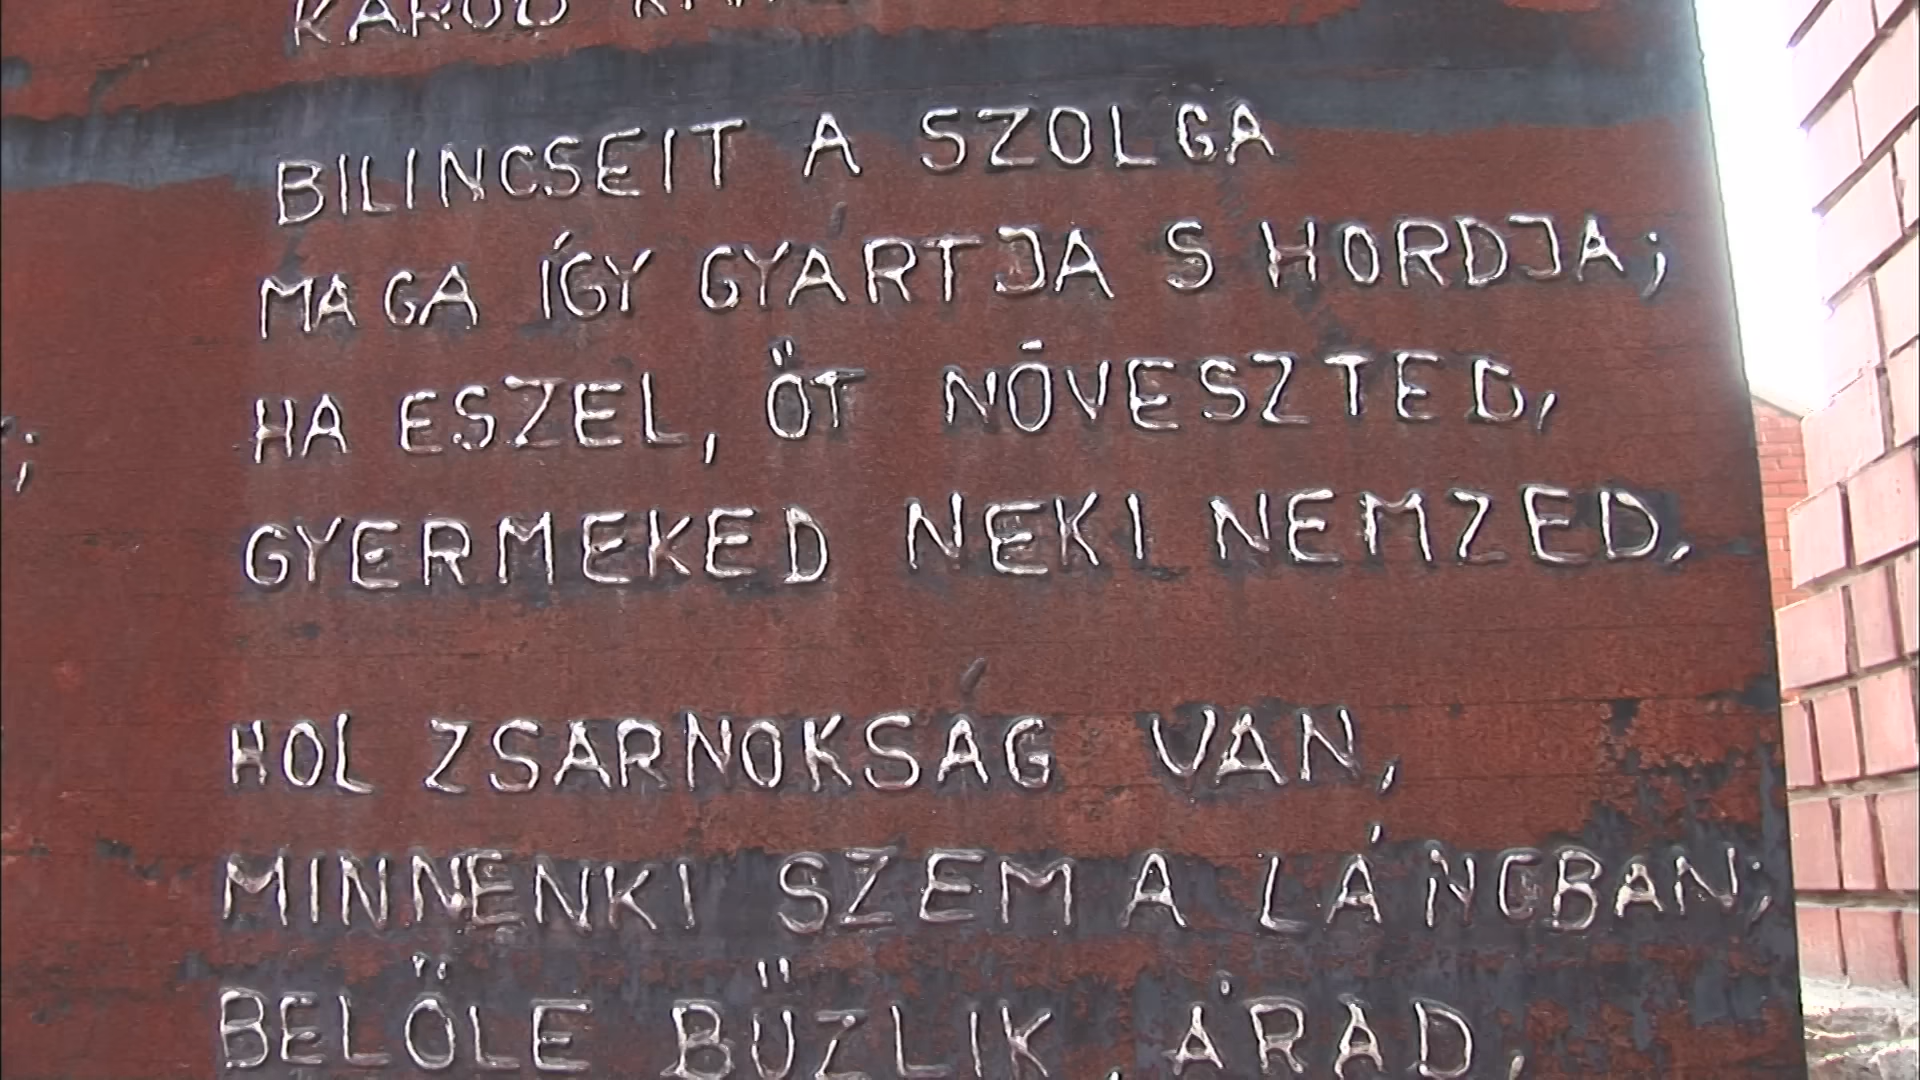 KAROD
BILINCSEIT A SZOLGA
MAGA ÍGY GYÁRTJA S HORDJA;
HA ESZEL, ŐT NÖVESZTED,
GYERMEKED NEKI NEMZED,
HOL ZSARNOKSÁG VAN,
MINNENKI SZEM A LÁNCBAN;
BELŐLE BŰZLIK, ÁRAD,